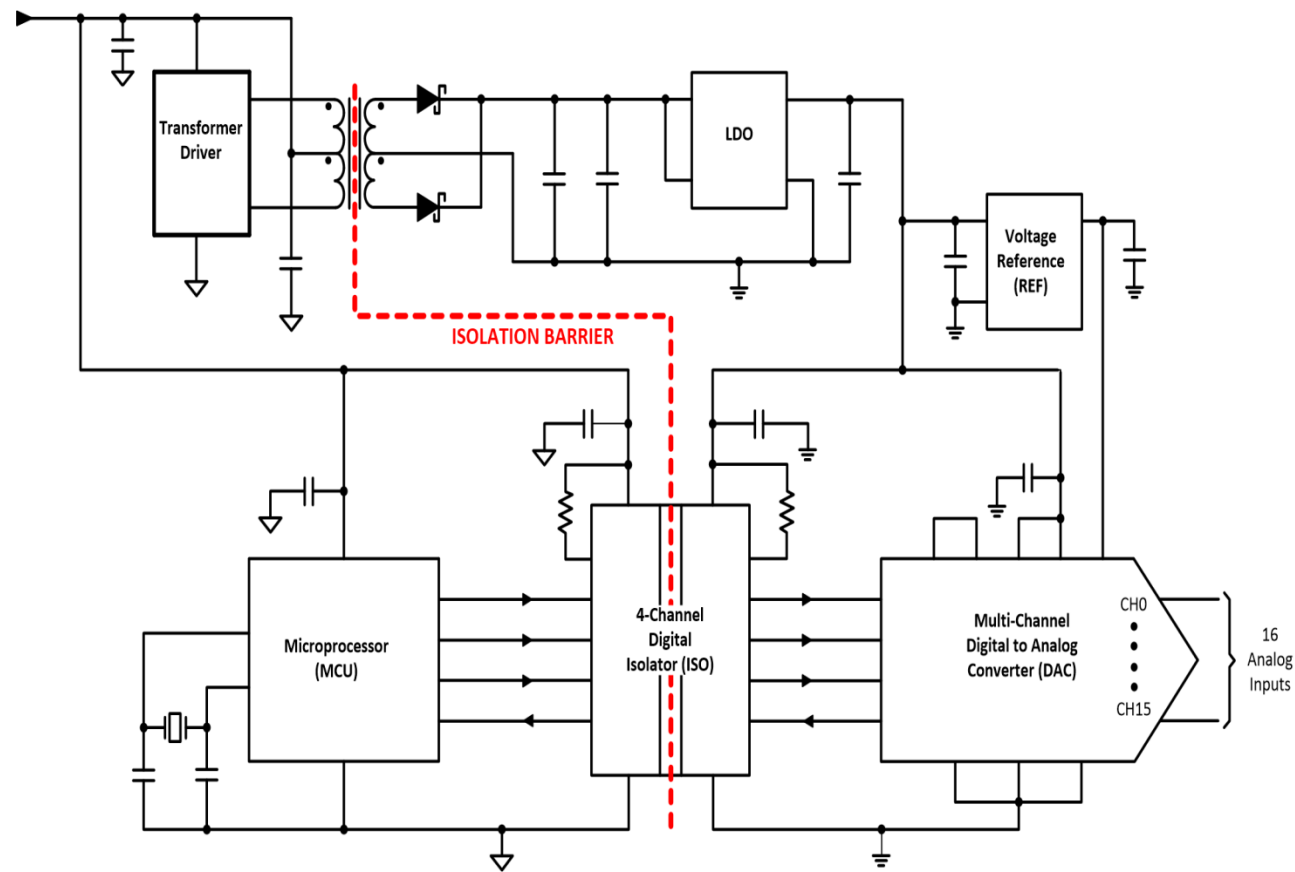 Transformer
Driver
LDO
Voltage
Reference
(REF)
ISOLATION BARRIER
Microprocessor
(MCU)
4-Channel
Digital
Isolator (ISO)
Multi-Channel
Digital to Analog
Converter (DAC)
CH0
CH15
16
Analog
Inputs